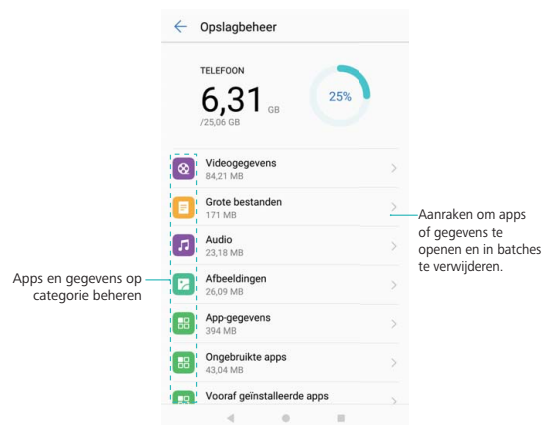 Opslagbeheer
TELEFOON
6,31 GB
/25,06 GB
25%
Videogegevens
84,21 MB
Grote bestanden
171 MB
Audio
23,18 MB
Afbeeldingen
26,09 MB
App-gegevens
394 MB
Ongebruikte apps
43,04 MB
Vooraf geïnstalleerde apps
Apps en gegevens op
categorie beheren
Aanraken om apps
of gegevens te
openen en in batches
te verwijderen.